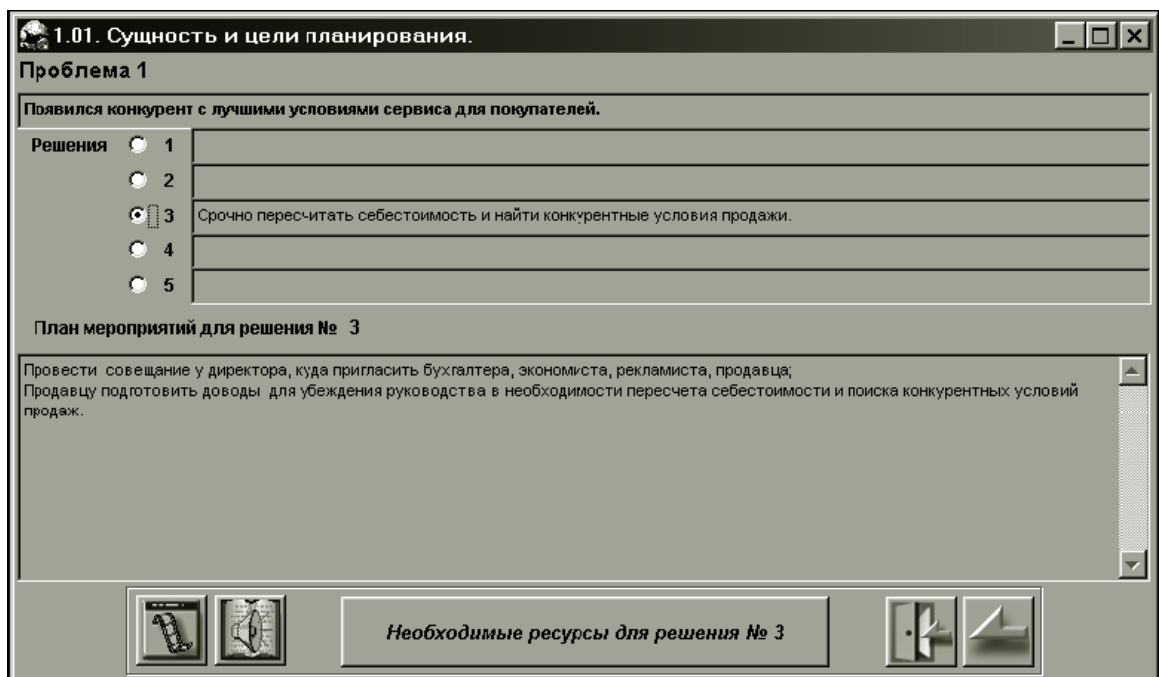 1.01. Сущность и цели планирования.
Проблема 1
Появился конкурент с лучшими условиями сервиса для покупателей.
Решения 1
2
3 Срочно пересчитать себестоимость и найти конкурентные условия продажи.
4
5
План мероприятий для решения № 3
Провести совещание у директора, куда пригласить бухгалтера, экономиста, рекламиста, продавца;
Продавцу подготовить доводы для убеждения руководства в необходимости пересчета себестоимости и поиска конкурентных условий
продаж.
Необходимые ресурсы для решения № 3